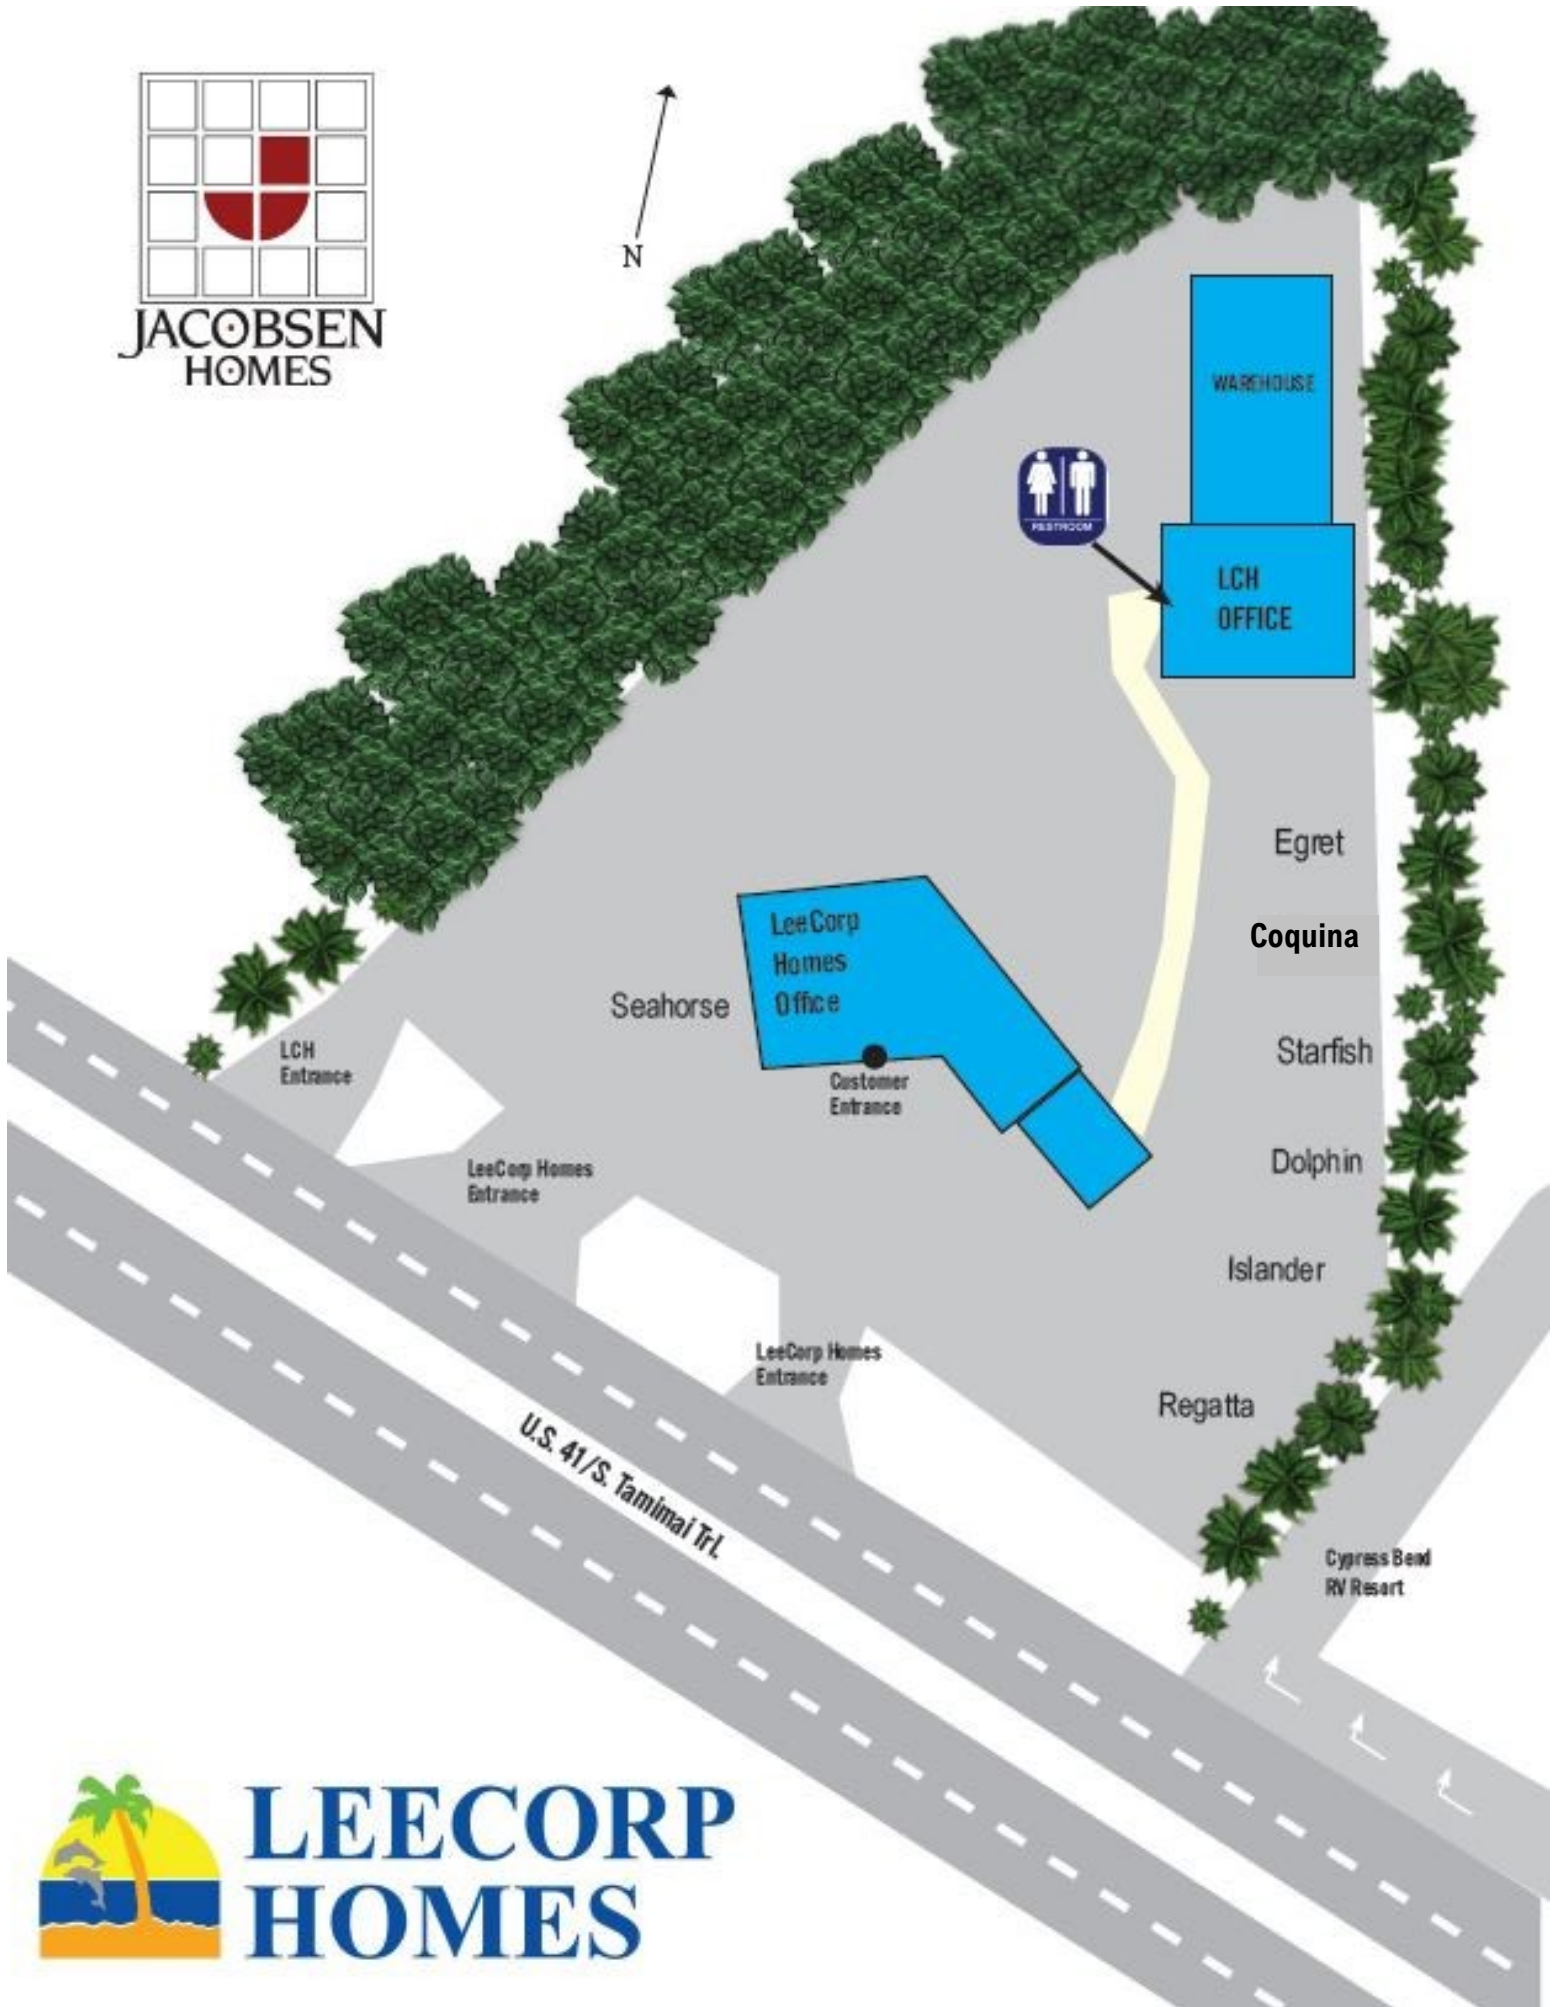 JACOBSEN
HOMES
N
WAREHOUSE
RESTROOM
LCH
OFFICE
Egret
LeeCorp
Homes
Office
Coquina
Seahorse
Starfish
LCH
Entrance
Customer
Entrance
LeeCorp Homes
Entrance
Dolphin
Islander
LeeCorp Homes
Entrance
Regatta
U.S. 41/S. Tamimai Trl.
Cypress Bend
RV Resort
LEECORP
HOMES